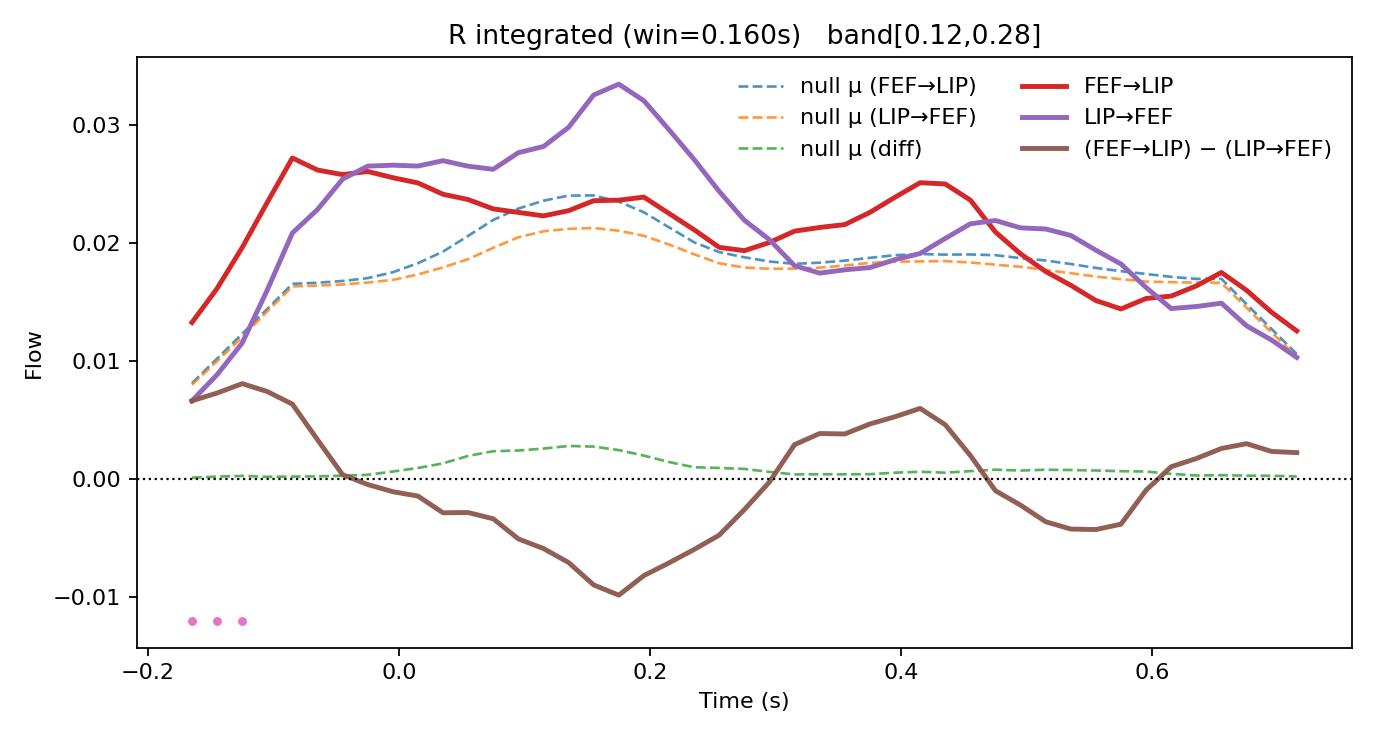 R integrated (win=0.160s)   band[0.12,0.28]
null μ (FEF→LIP)
null μ (LIP→FEF)
null μ (diff)
FEF→LIP
LIP→FEF
(FEF→LIP) − (LIP→FEF)
Flow
0.03
0.02
0.01
0.00
−0.01
−0.2
0.0
0.2
0.4
0.6
Time (s)